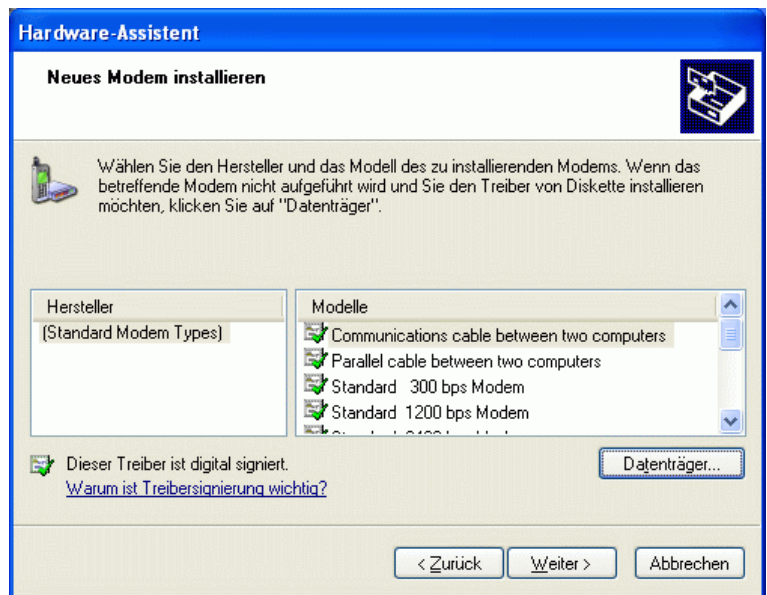 Hardware-Assistent
Neues Modem installieren
Wählen Sie den Hersteller und das Modell des zu installierenden Modems. Wenn das
betreffende Modem nicht aufgeführt wird und Sie den Treiber von Diskette installieren
möchten, klicken Sie auf "Datenträger".
Hersteller
(Standard Modem Types)
Modelle
Communications cable between two computers
Parallel cable between two computers
Standard 300 bps Modem
Standard 1200 bps Modem
Dieser Treiber ist digital signiert.
Warum ist Treibersignierung wichtig?
Datenträger...
< Zurück
Weiter >
Abbrechen